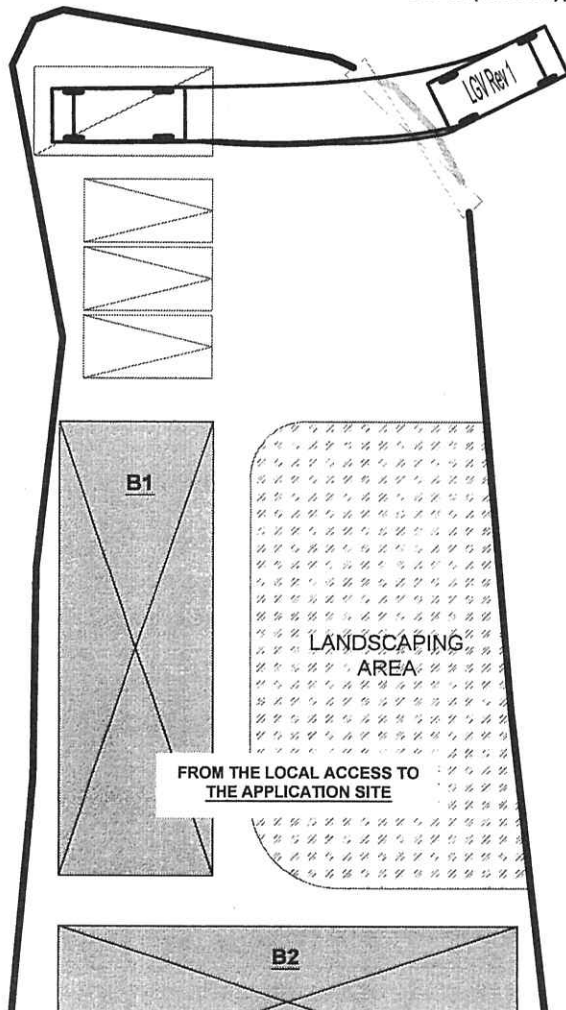 LGV Rev 1
B1
LANDSCAPING
AREA
FROM THE LOCAL ACCESS TO
THE APPLICATION SITE
B2